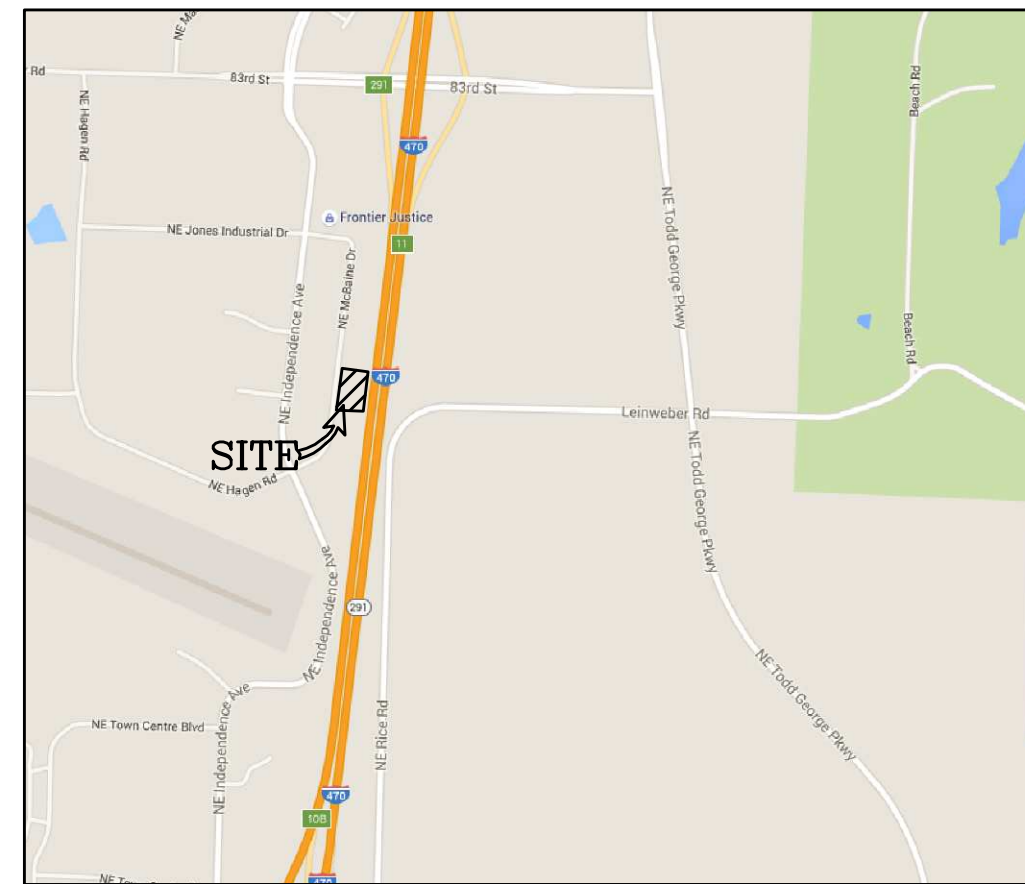 NE Ma
r Rd
83rd St
291
83rd St
Beach Rd
NE Hagen Rd
470
Frontier Justice
NE Jones Industrial Dr
11
NE Todd George Pkwy
NE McBaine Dr
NE Independence Ave
Beach Rd
470
Leinweber Rd
SITE
NE Hagen Rd
NE Todd George Pkwy
NE Independence Ave
291
NE Independence Ave
NE Todd George Pkwy
NE Town Centre Blvd
NE Rice Rd
470
10B
470